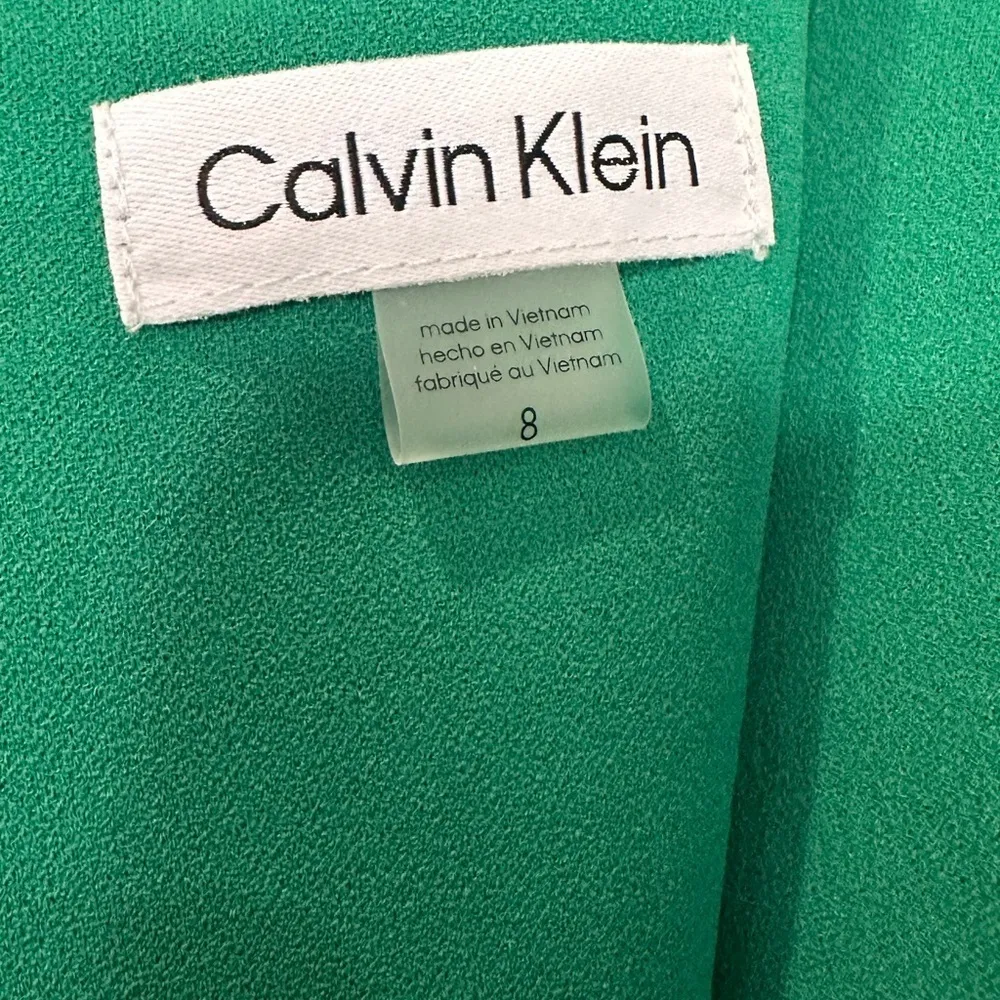 Calvin Klein
made in Vietnam
hecho en Vietnam
fabriqué au Vietnam
8